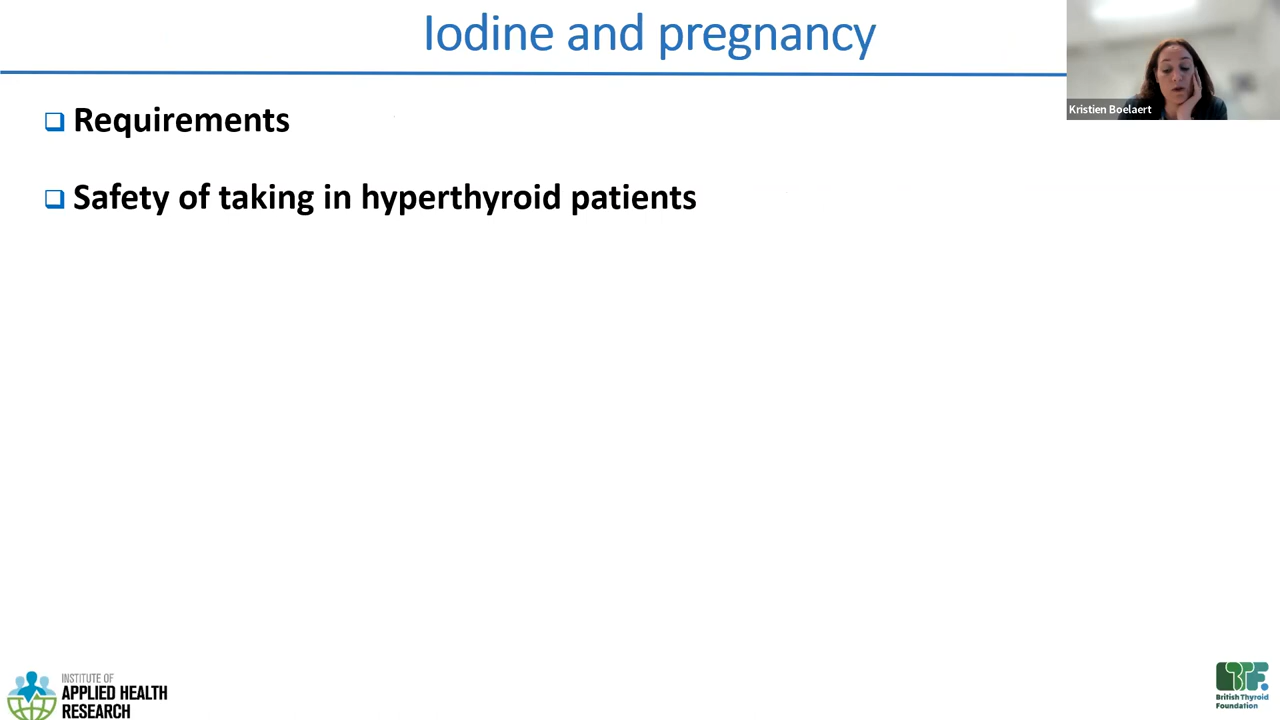 Iodine and pregnancy
Kristien Boelaert
Requirements
Safety of taking in hyperthyroid patients
INSTITUTE OF
APPLIED HEALTH
RESEARCH
BTF
British Thyroid
Foundation